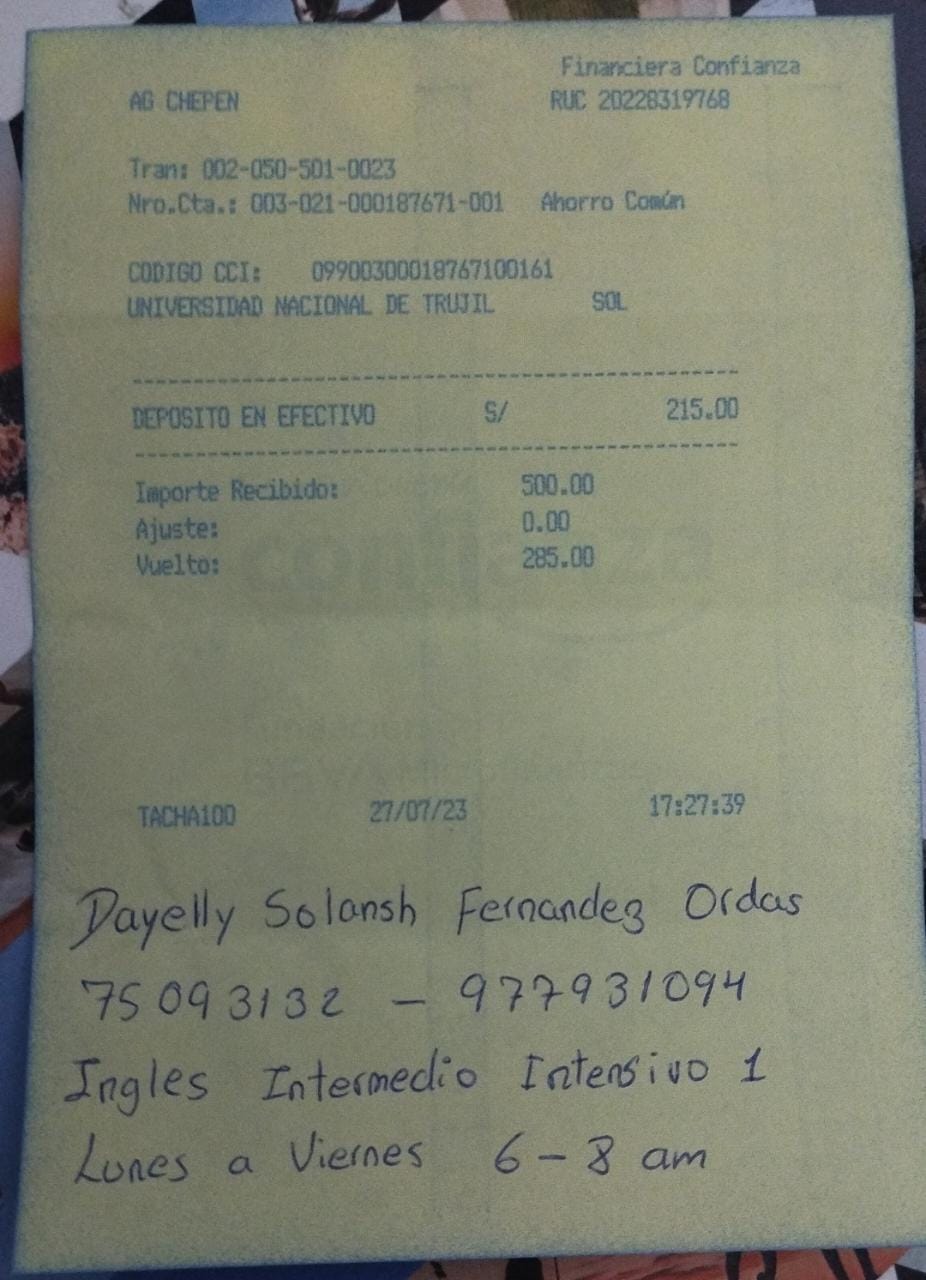 Financiera Confianza
AG CHEPEN RUC 20228319768
Tran: 002-050-501-0023
Nro.Cta.: 003-021-000187671-001 Ahorro Común
CODIGO CCI: 09900300018767100161
UNIVERSIDAD NACIONAL DE TRUJIL SOL
DEPOSITO EN EFECTIVO S/ 215.00
Importe Recibido: 500.00
Ajuste: 0.00
Vuelto: 285.00
TACHA100 27/07/23 17:27:39
Dayelly Solansh Fernandez Ordas
75093132 - 977931094
Ingles Intermedio Intensivo 1
Lunes a Viernes 6-8 am